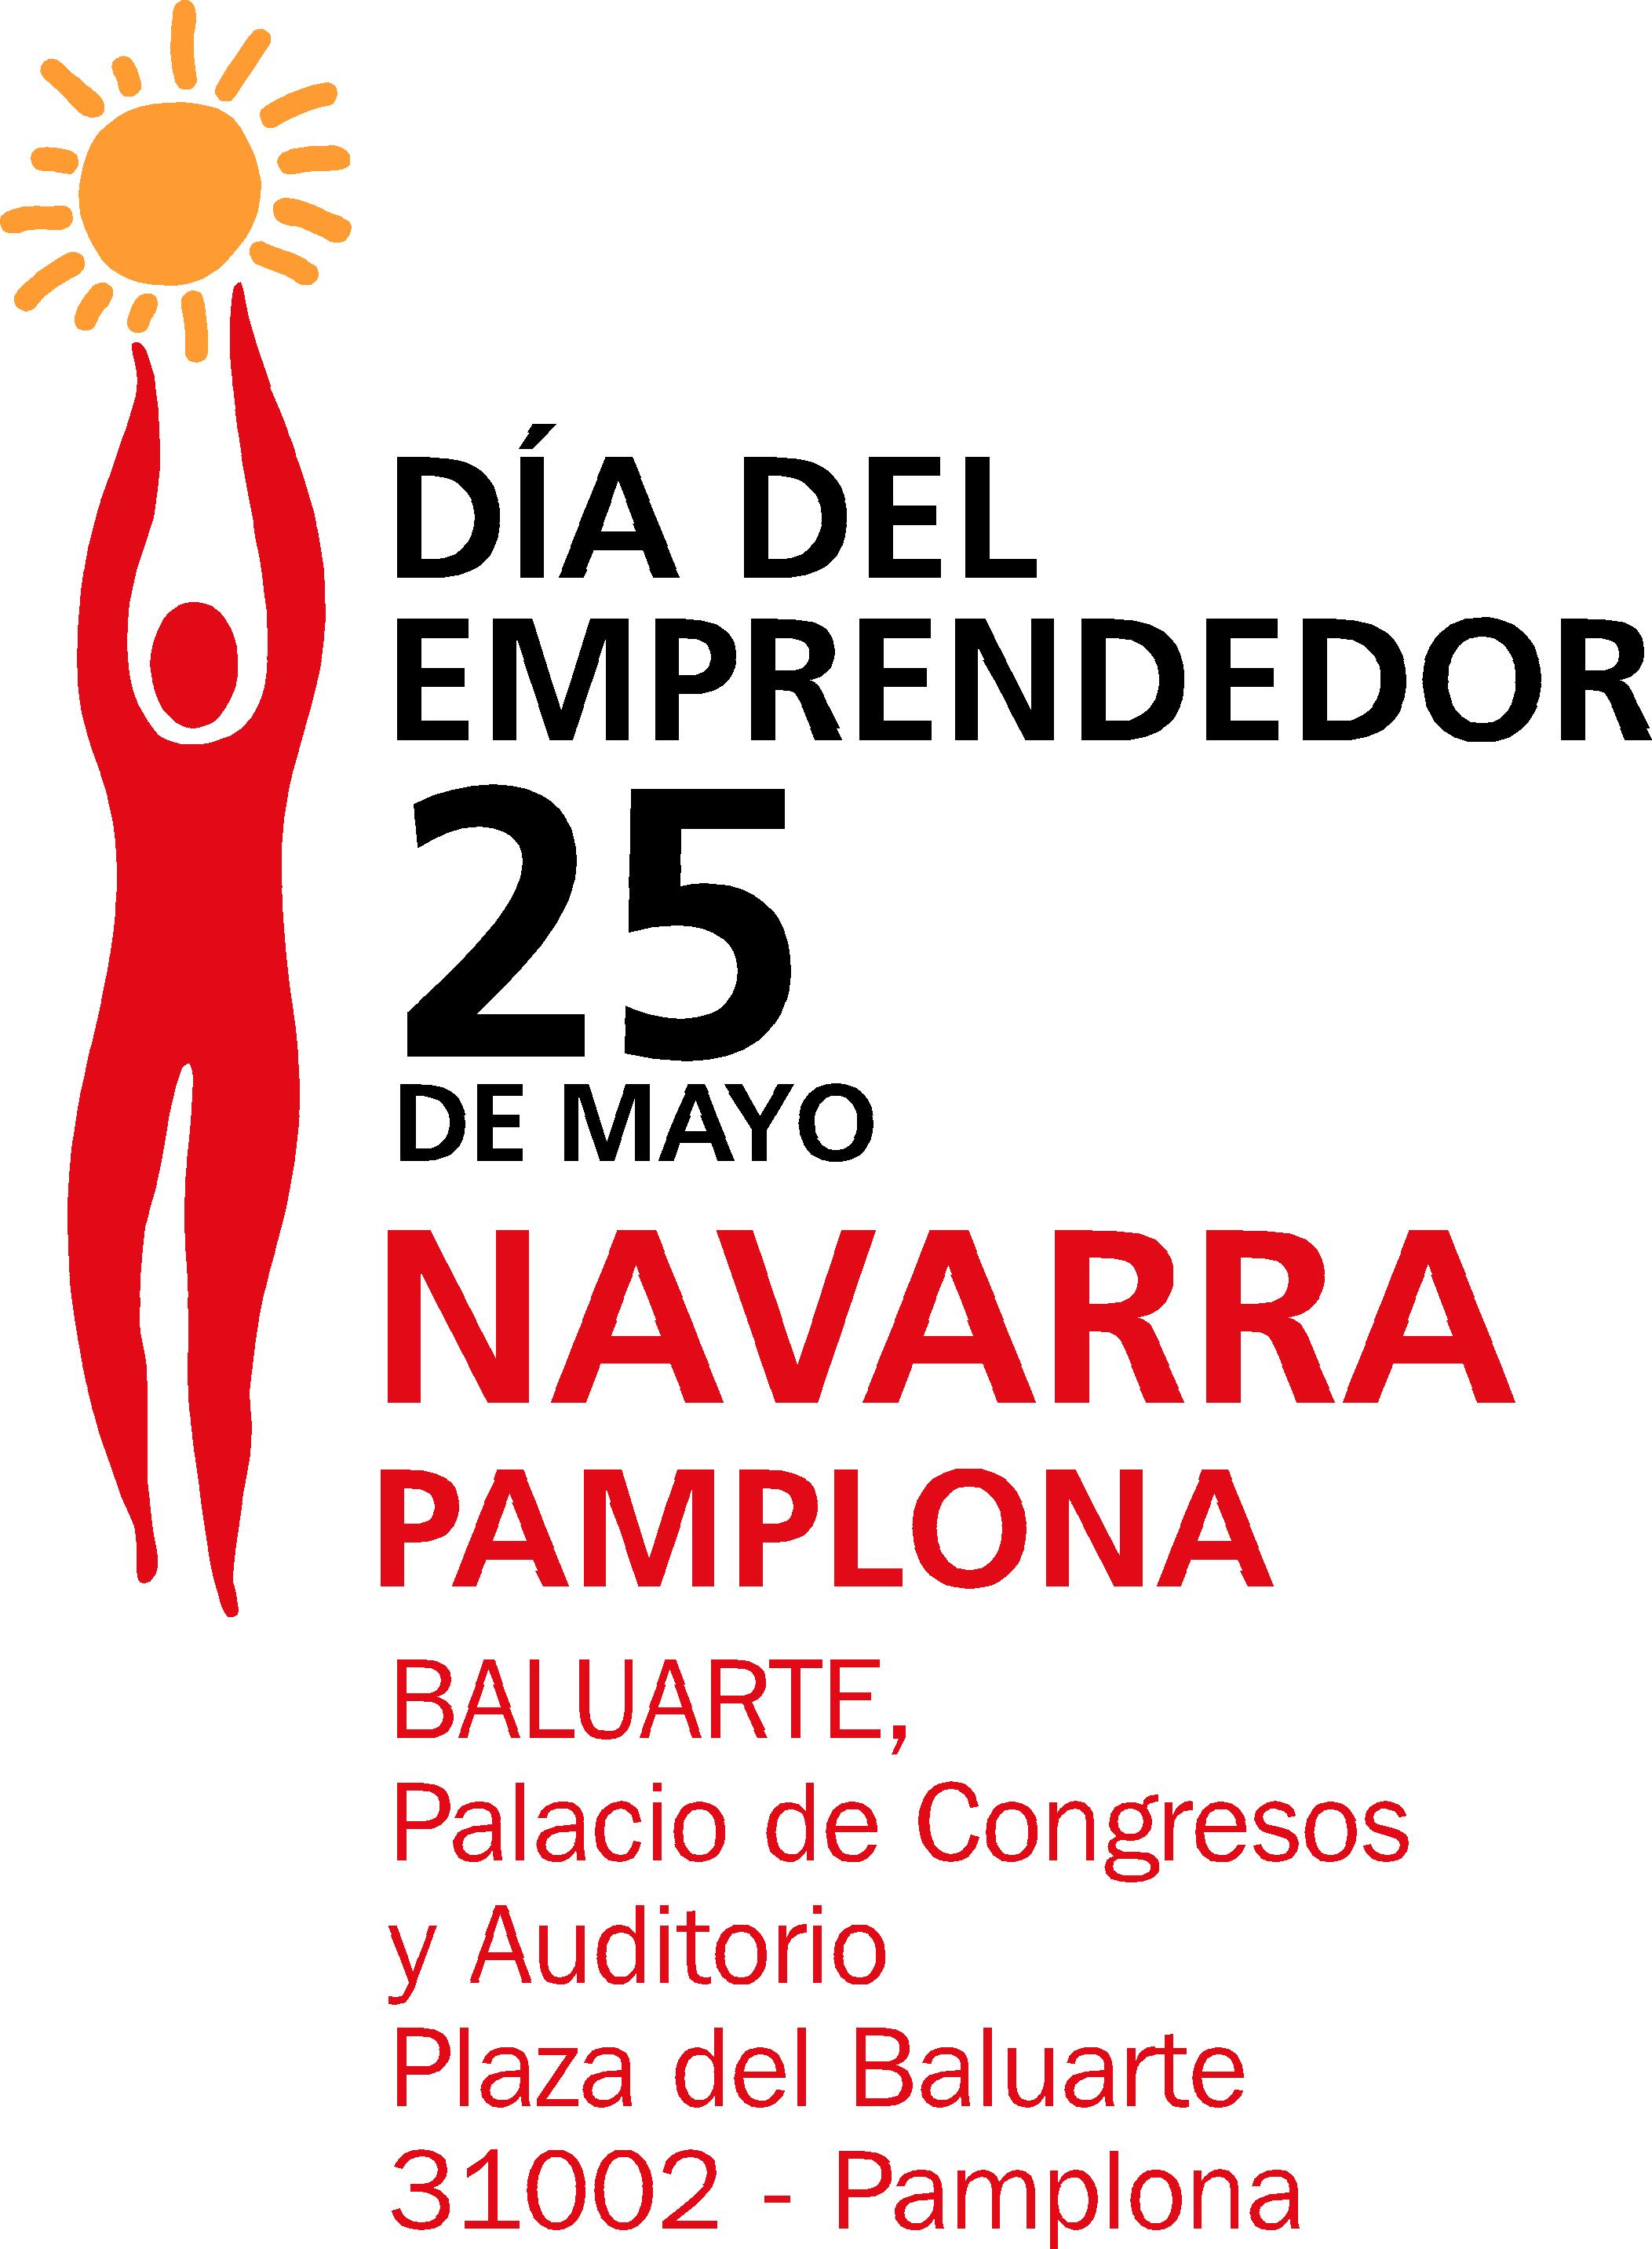 DÍA DEL
EMPRENDEDOR
25
DE MAYO
NAVARRA
PAMPLONA
BALUARTE,
Palacio de Congresos
y Auditorio
Plaza del Baluarte
31002 - Pamplona